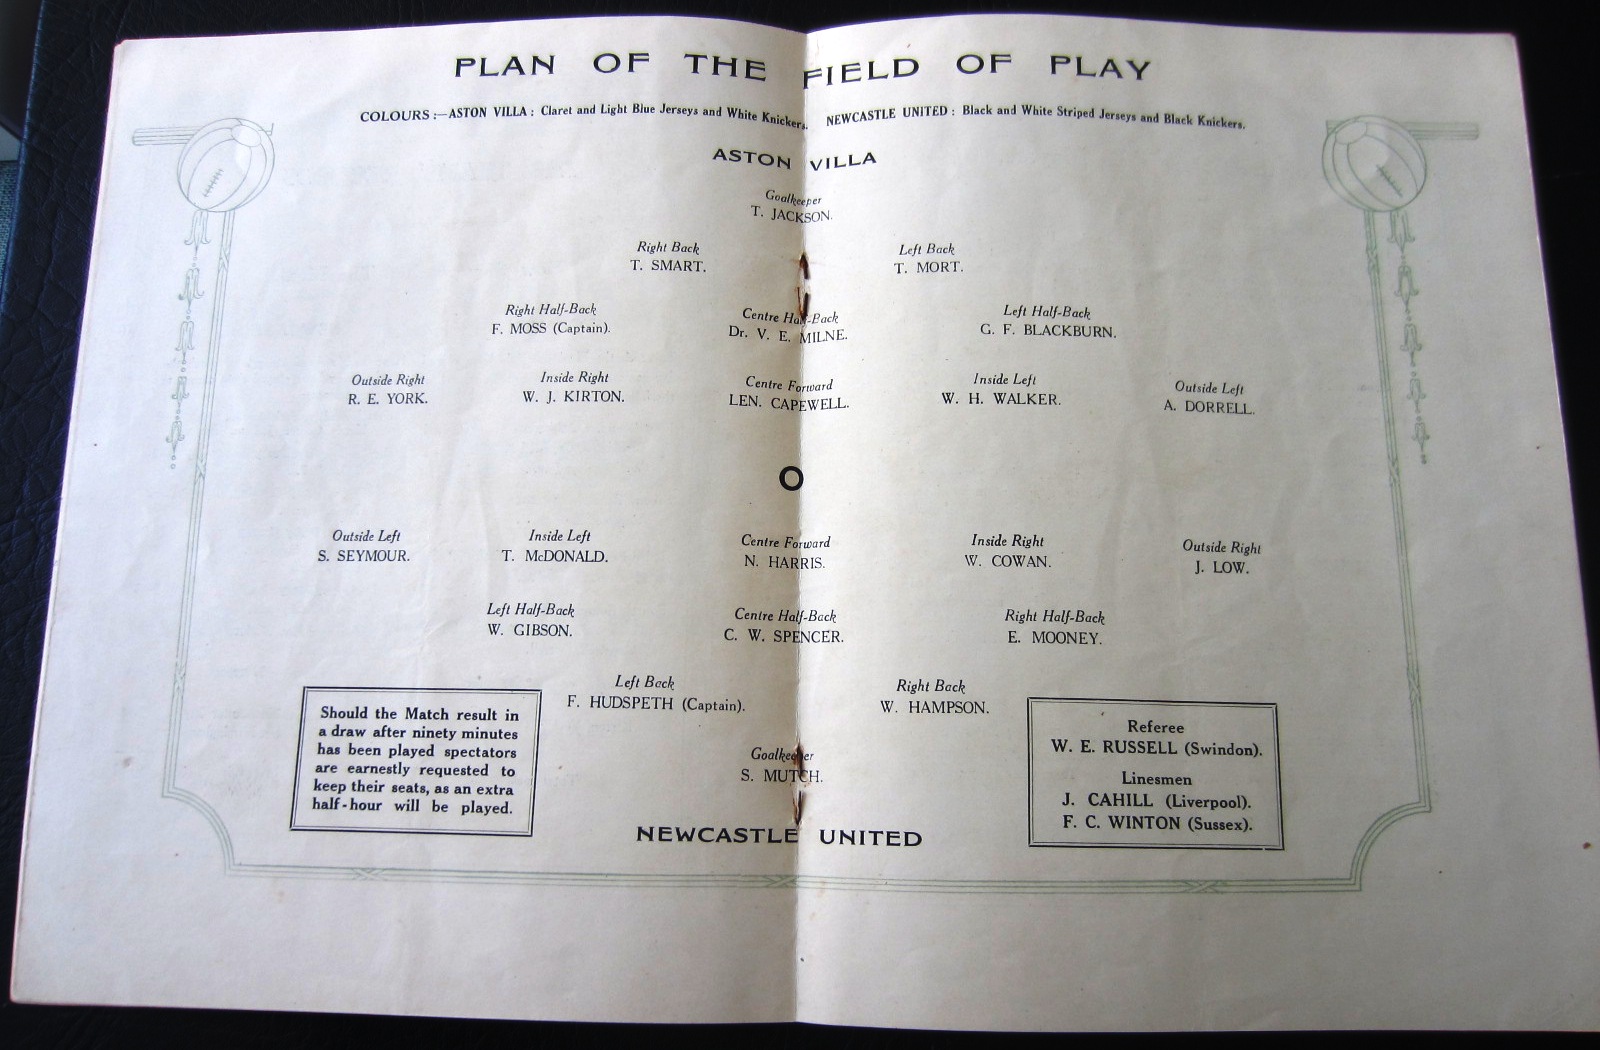 PLAN OF THE FIELD OF PLAY
COLOURS :—ASTON VILLA : Claret and Light Blue Jerseys and White Knickers. NEWCASTLE UNITED : Black and White Striped Jerseys and Black Knickers.
ASTON VILLA
Goalkeeper
T. JACKSON.
Right Back Left Back
T. SMART. T. MORT.
Right Half-Back Centre Half-Back Left Half-Back
F. MOSS (Captain). Dr. V. E. MILNE. G. F. BLACKBURN.
Outside Right Inside Right Centre Forward Inside Left Outside Left
R. E. YORK. W. J. KIRTON. LEN. CAPEWELL. W. H. WALKER. A. DORRELL.
O
Outside Left Inside Left Centre Forward Inside Right Outside Right
S. SEYMOUR. T. McDONALD. N. HARRIS. W. COWAN. J. LOW.
Left Half-Back Centre Half-Back Right Half-Back
W. GIBSON. C. W. SPENCER. E. MOONEY.
Left Back Right Back
F. HUDSPETH (Captain). W. HAMPSON.
Goalkeeper
S. MUTCH.
NEWCASTLE UNITED
Should the Match result in
a draw after ninety minutes
has been played spectators
are earnestly requested to
keep their seats, as an extra
half-hour will be played.
Referee
W. E. RUSSELL (Swindon).
Linesmen
J. CAHILL (Liverpool).
F. C. WINTON (Sussex).